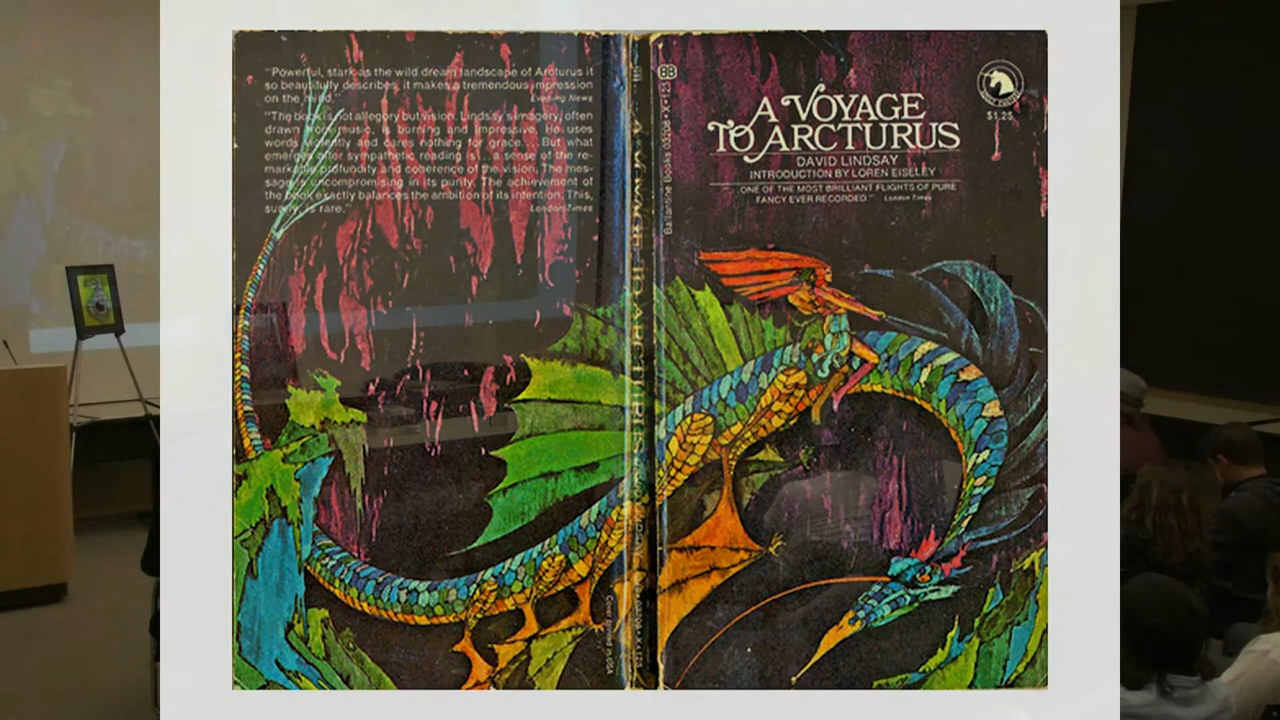 "Powerful, stark as the wild dream landscape of Arcturus it
so beautifully describes, it makes a tremendous impression
on the mind."
Evening News
"The book is not allegory but vision. Lindsay's imagery, often
drawn from music, is burning and impressive. He uses
words violently and cares nothing for grace... But what
emerges after sympathetic reading is... a sense of the re-
markable profundity and coherence of the vision. The mes-
sage is uncompromising in its purity. The achievement of
the book exactly balances the ambition of its intention. This,
surely, is rare."
London Times
A VOYAGE TO ARCTURUS
Cover printed in USA
BB
Ballantine Books 03208·X·125
$1.25
A VOYAGE
TO ARCTURUS
DAVID LINDSAY
INTRODUCTION BY LOREN EISELEY
ONE OF THE MOST BRILLIANT FLIGHTS OF PURE
FANCY EVER RECORDED."
London Times